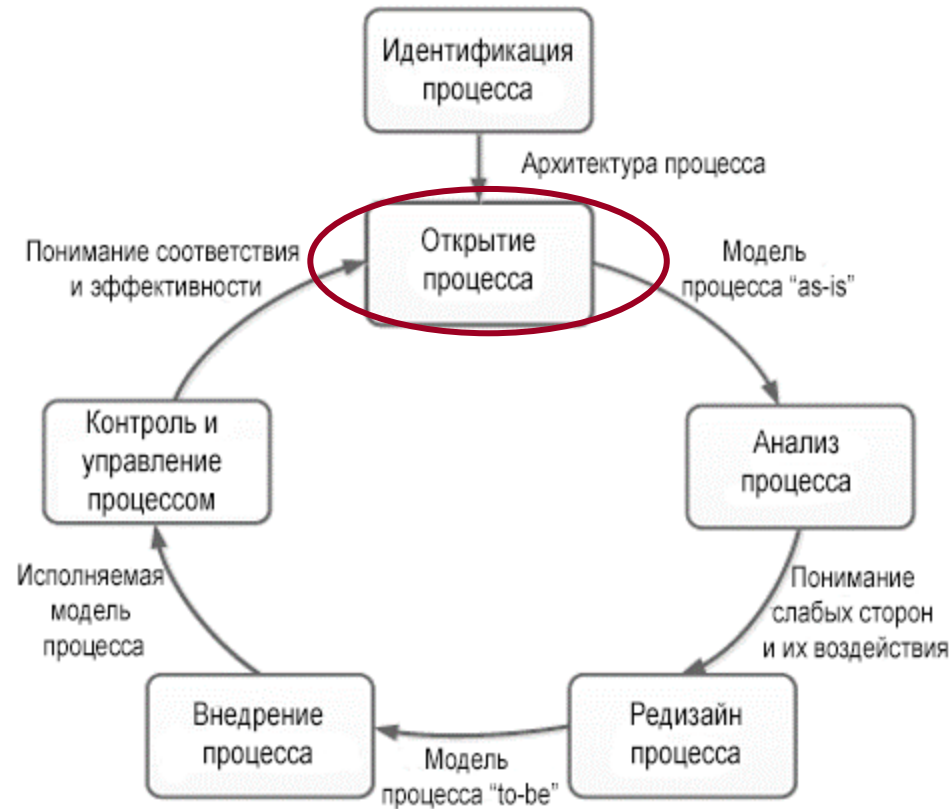 Идентификация
процесса
Архитектура процесса
Открытие
процесса
Понимание соответствия
и эффективности
Модель
процесса “as-is”
Контроль и
управление
процессом
Анализ
процесса
Исполняемая
модель
процесса
Понимание
слабых сторон
и их воздействия
Внедрение
процесса
Редизайн
процесса
Модель
процесса “to-be”